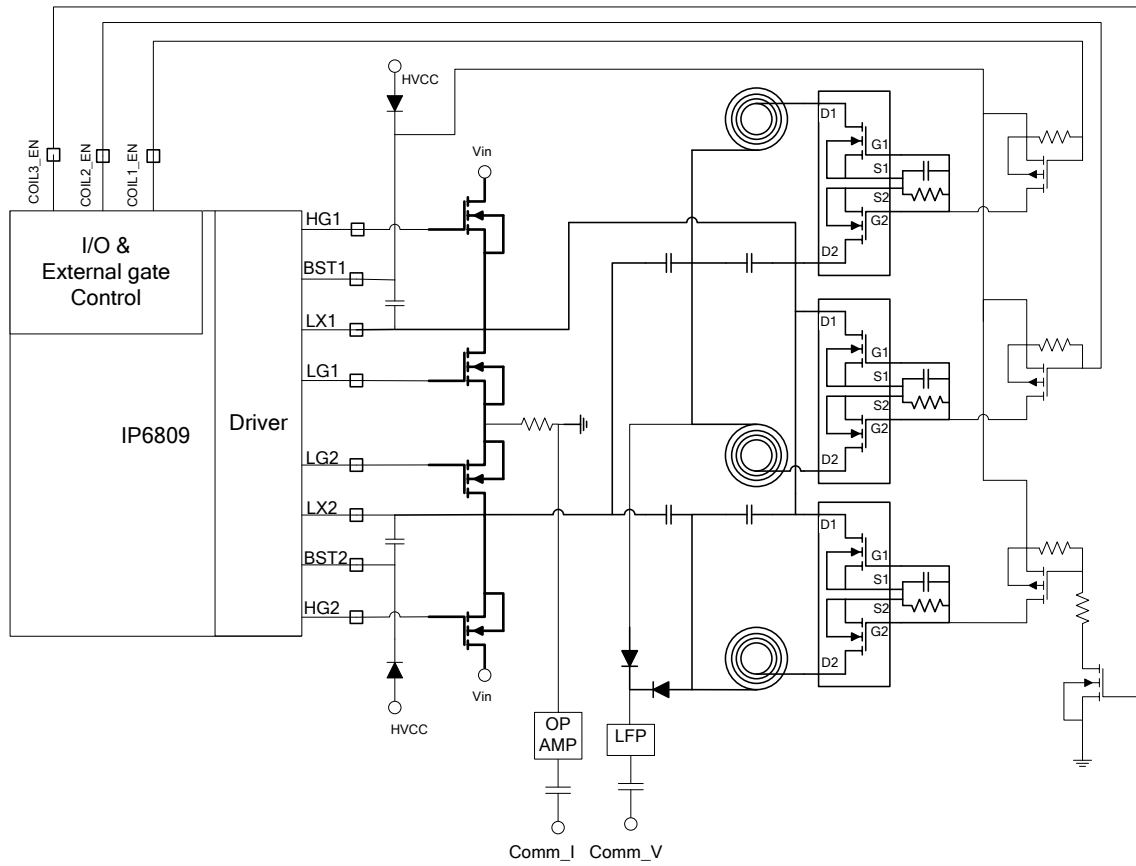 HVCC
Vin
COIL3_EN
COIL2_EN
COIL1_EN
I/O &
External gate
Control
IP6809
Driver
HG1
BST1
LX1
LG1
LG2
LX2
BST2
HG2
HVCC
Vin
D1
G1
S1
S2
G2
D2
D1
G1
S1
S2
G2
D2
D1
G1
S1
S2
G2
D2
OP
AMP
LFP
Comm_I
Comm_V